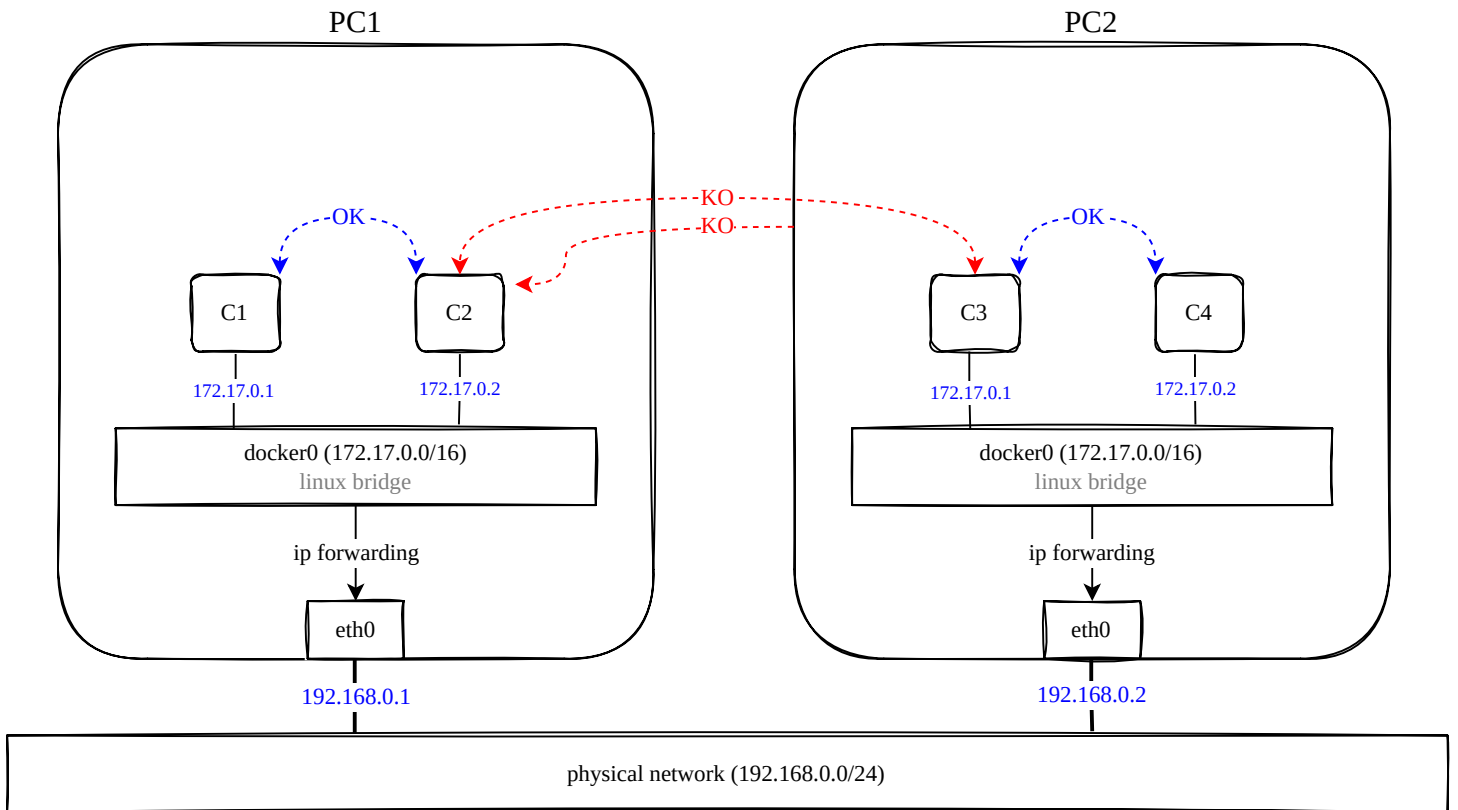 PC1
PC2
KO
OK
KO
OK
C1
C2
C3
C4
172.17.0.1
172.17.0.2
172.17.0.1
172.17.0.2
docker0 (172.17.0.0/16)
linux bridge
docker0 (172.17.0.0/16)
linux bridge
ip forwarding
ip forwarding
eth0
eth0
192.168.0.1
192.168.0.2
physical network (192.168.0.0/24)